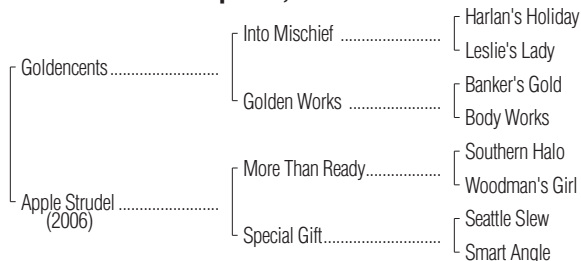 Harlan's Holiday
Into Mischief ....................
Leslie's Lady
Goldencents ......................
Banker's Gold
Golden Works ...................
Body Works
Southern Halo
More Than Ready...............
Woodman's Girl
Apple Strudel ....................
(2006)
Seattle Slew
Special Gift........................
Smart Angle